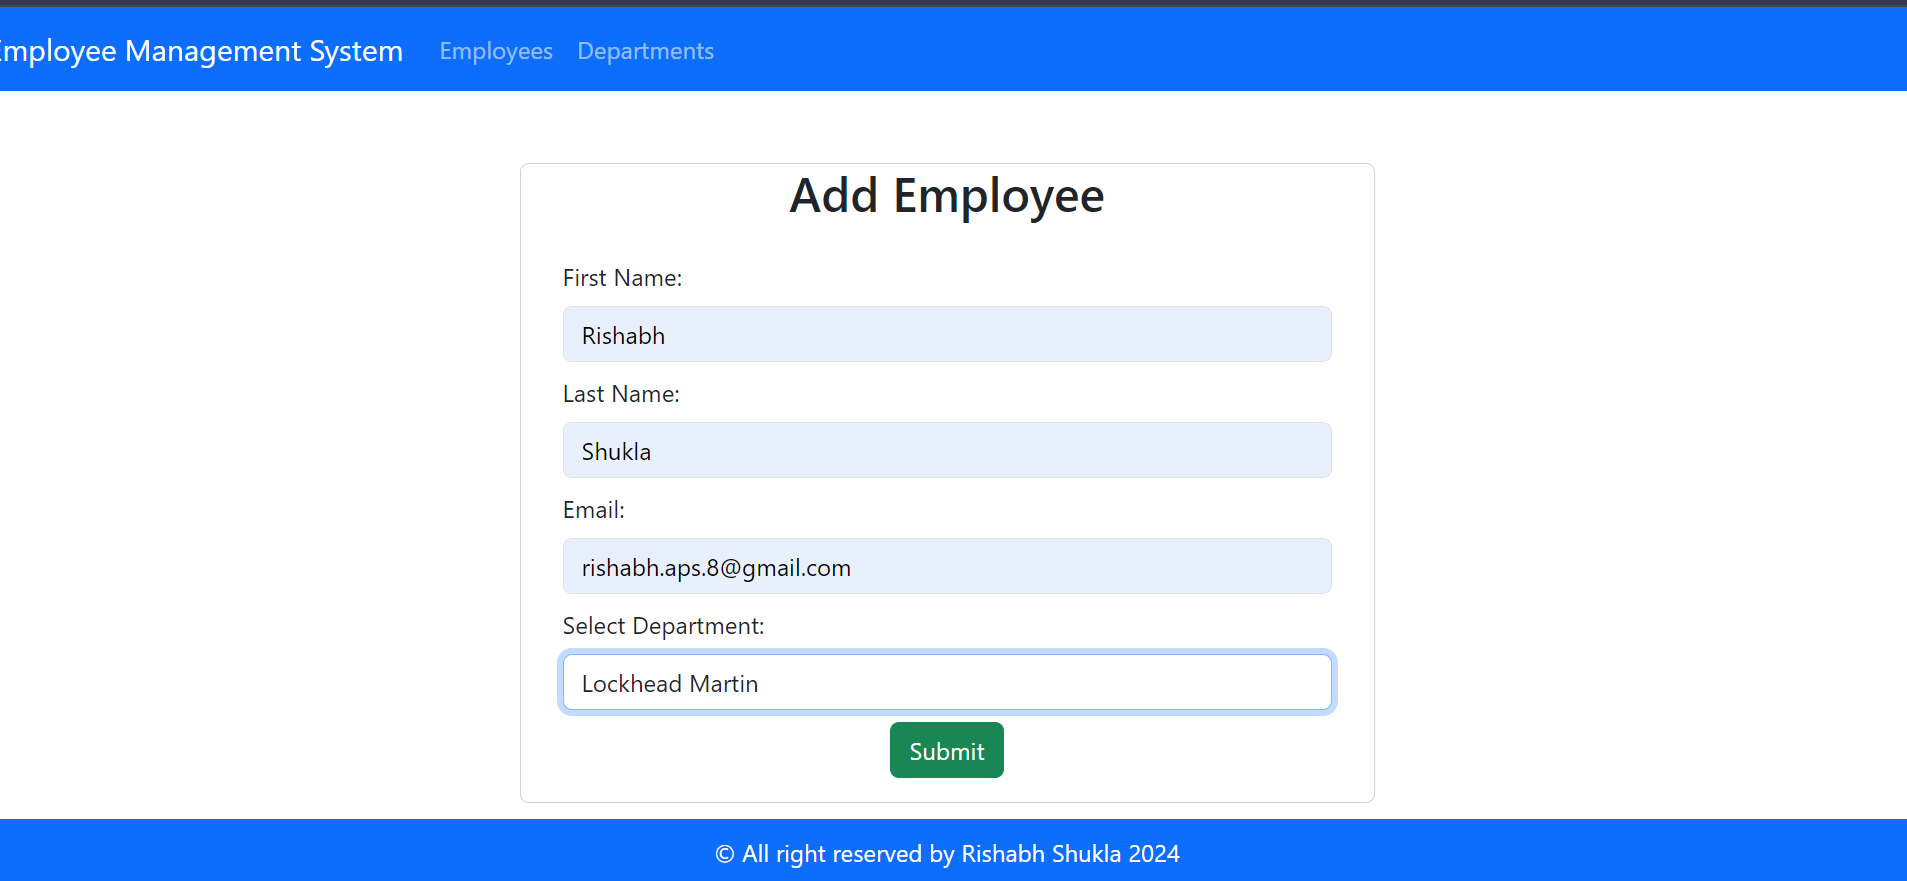 mployee Management System Employees Departments
Add Employee
First Name:
Rishabh
Last Name:
Shukla
Email:
rishabh.aps.8@gmail.com
Select Department:
Lockhead Martin
Submit
© All right reserved by Rishabh Shukla 2024